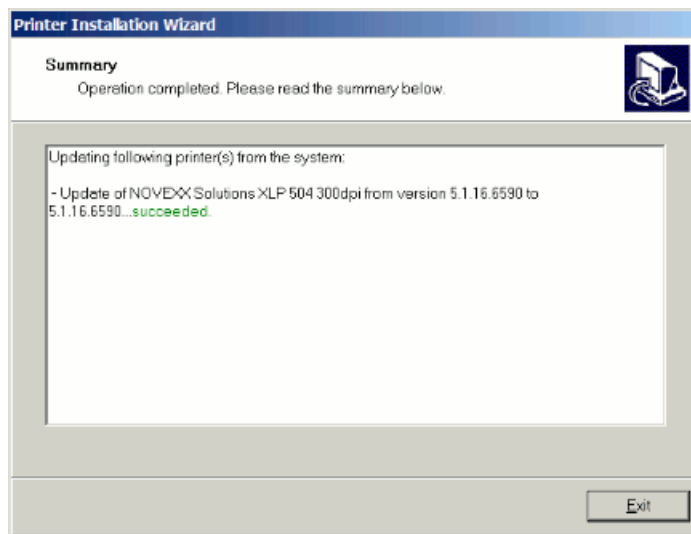 Printer Installation Wizard
Summary
Operation completed. Please read the summary below.
Updating following printer(s) from the system:
- Update of NOVEXX Solutions XLP 504 300dpi from version 5.1.16.6590 to
5.1.16.6590...succeeded.
Exit